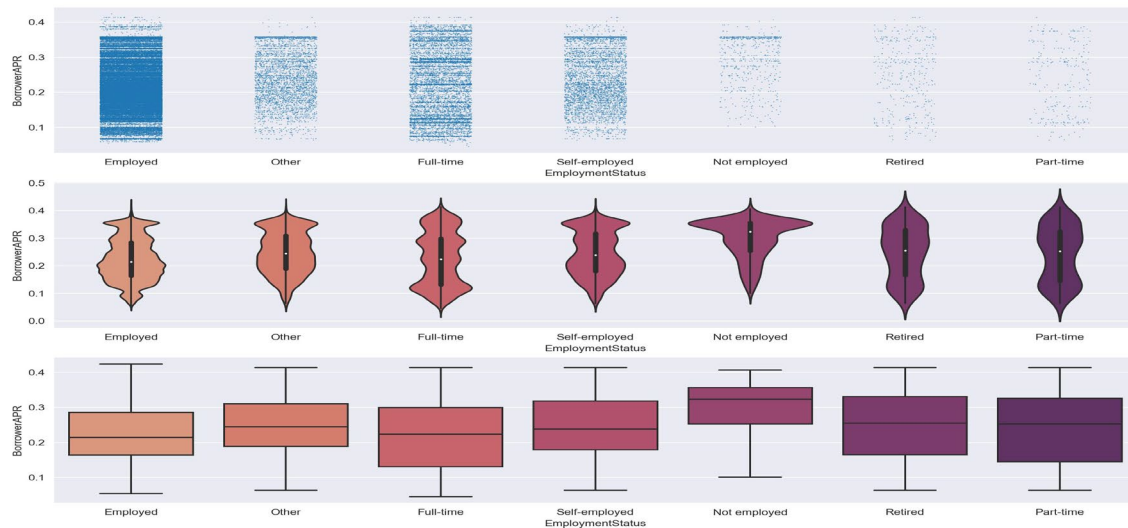 0.4
0.3
0.2
0.1
BorrowerAPR
Employed Other Full-time Self-employed Not employed Retired Part-time
EmploymentStatus
0.5
0.4
0.3
0.2
0.1
0.0
BorrowerAPR
Employed Other Full-time Self-employed Not employed Retired Part-time
EmploymentStatus
0.4
0.3
0.2
0.1
BorrowerAPR
Employed Other Full-time Self-employed Not employed Retired Part-time
EmploymentStatus